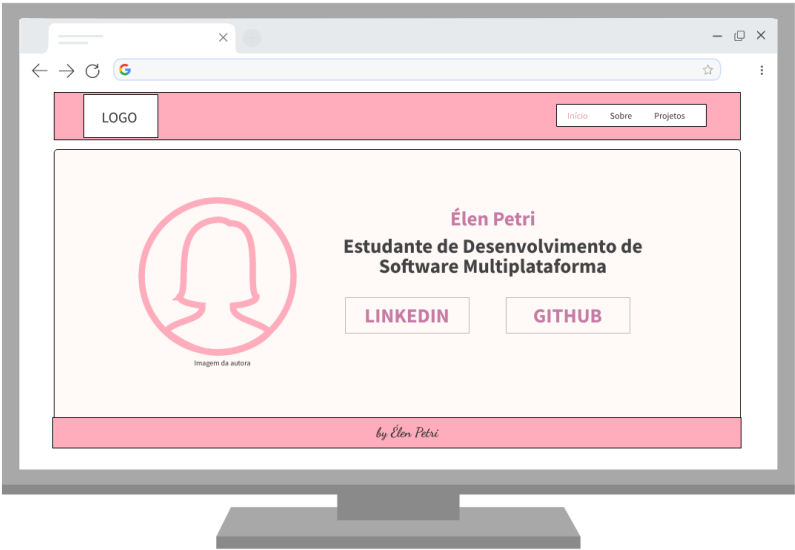 LOGO
Início Sobre Projetos
Élen Petri
Estudante de Desenvolvimento de
Software Multiplataforma
LINKEDIN GITHUB
Imagem da autora
by Élen Petri